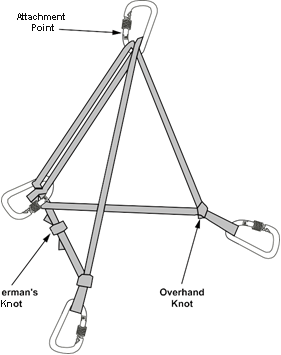 Attachment
Point
erman's
Knot
Overhand
Knot